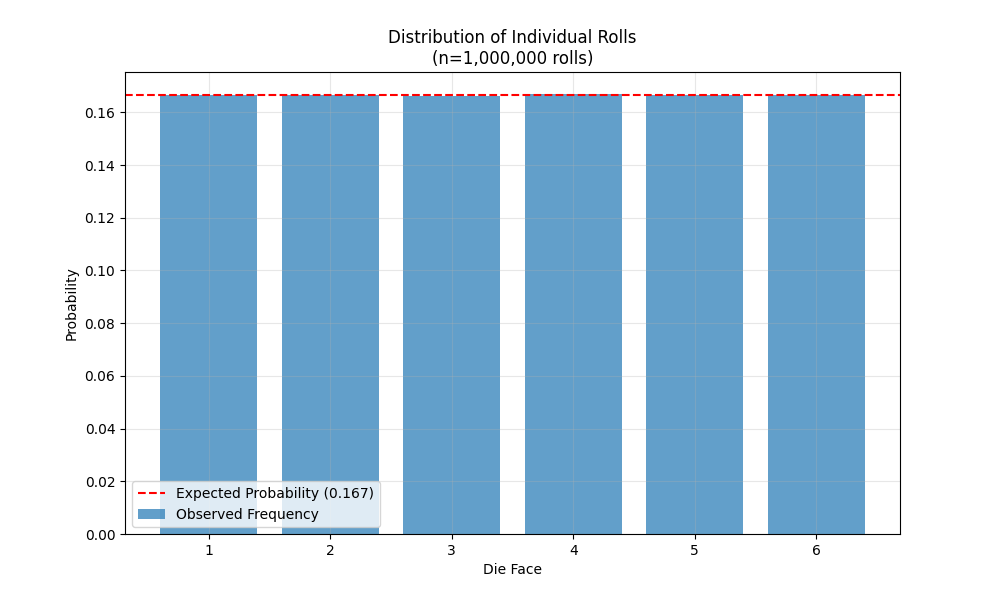 Distribution of Individual Rolls
(n=1,000,000 rolls)
Probability
0.16
0.14
0.12
0.10
0.08
0.06
0.04
0.02
0.00
Expected Probability (0.167)
Observed Frequency
1 2 3 4 5 6
Die Face